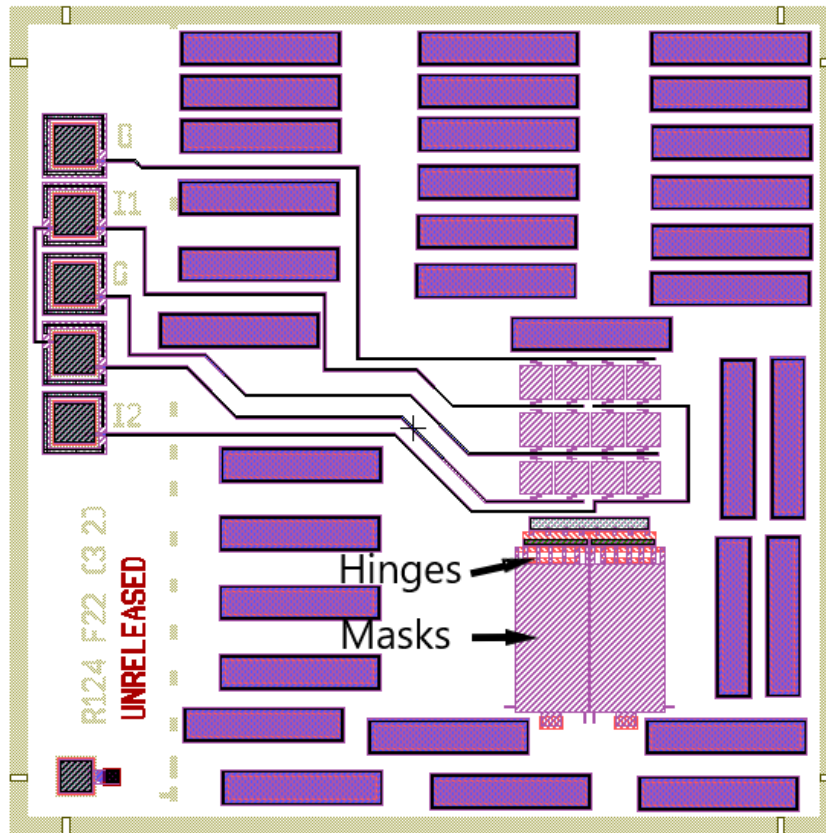 G
I1
G
I2
Hinges
Masks
R124 F22 (3 2)
UNRELEASED